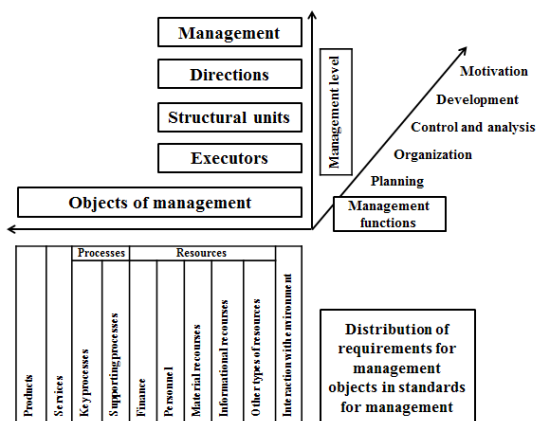 Management
Directions
Structural units
Executors
Objects of management
Management level
Motivation
Development
Control and analysis
Organization
Planning
Management
functions
Processes
Resources
Products
Services
Key processes
Supporting processes
Finance
Personnel
Material recourses
Informational recourses
Other types of resources
Interaction with environment
Distribution of
requirements for
management
objects in standards
for management